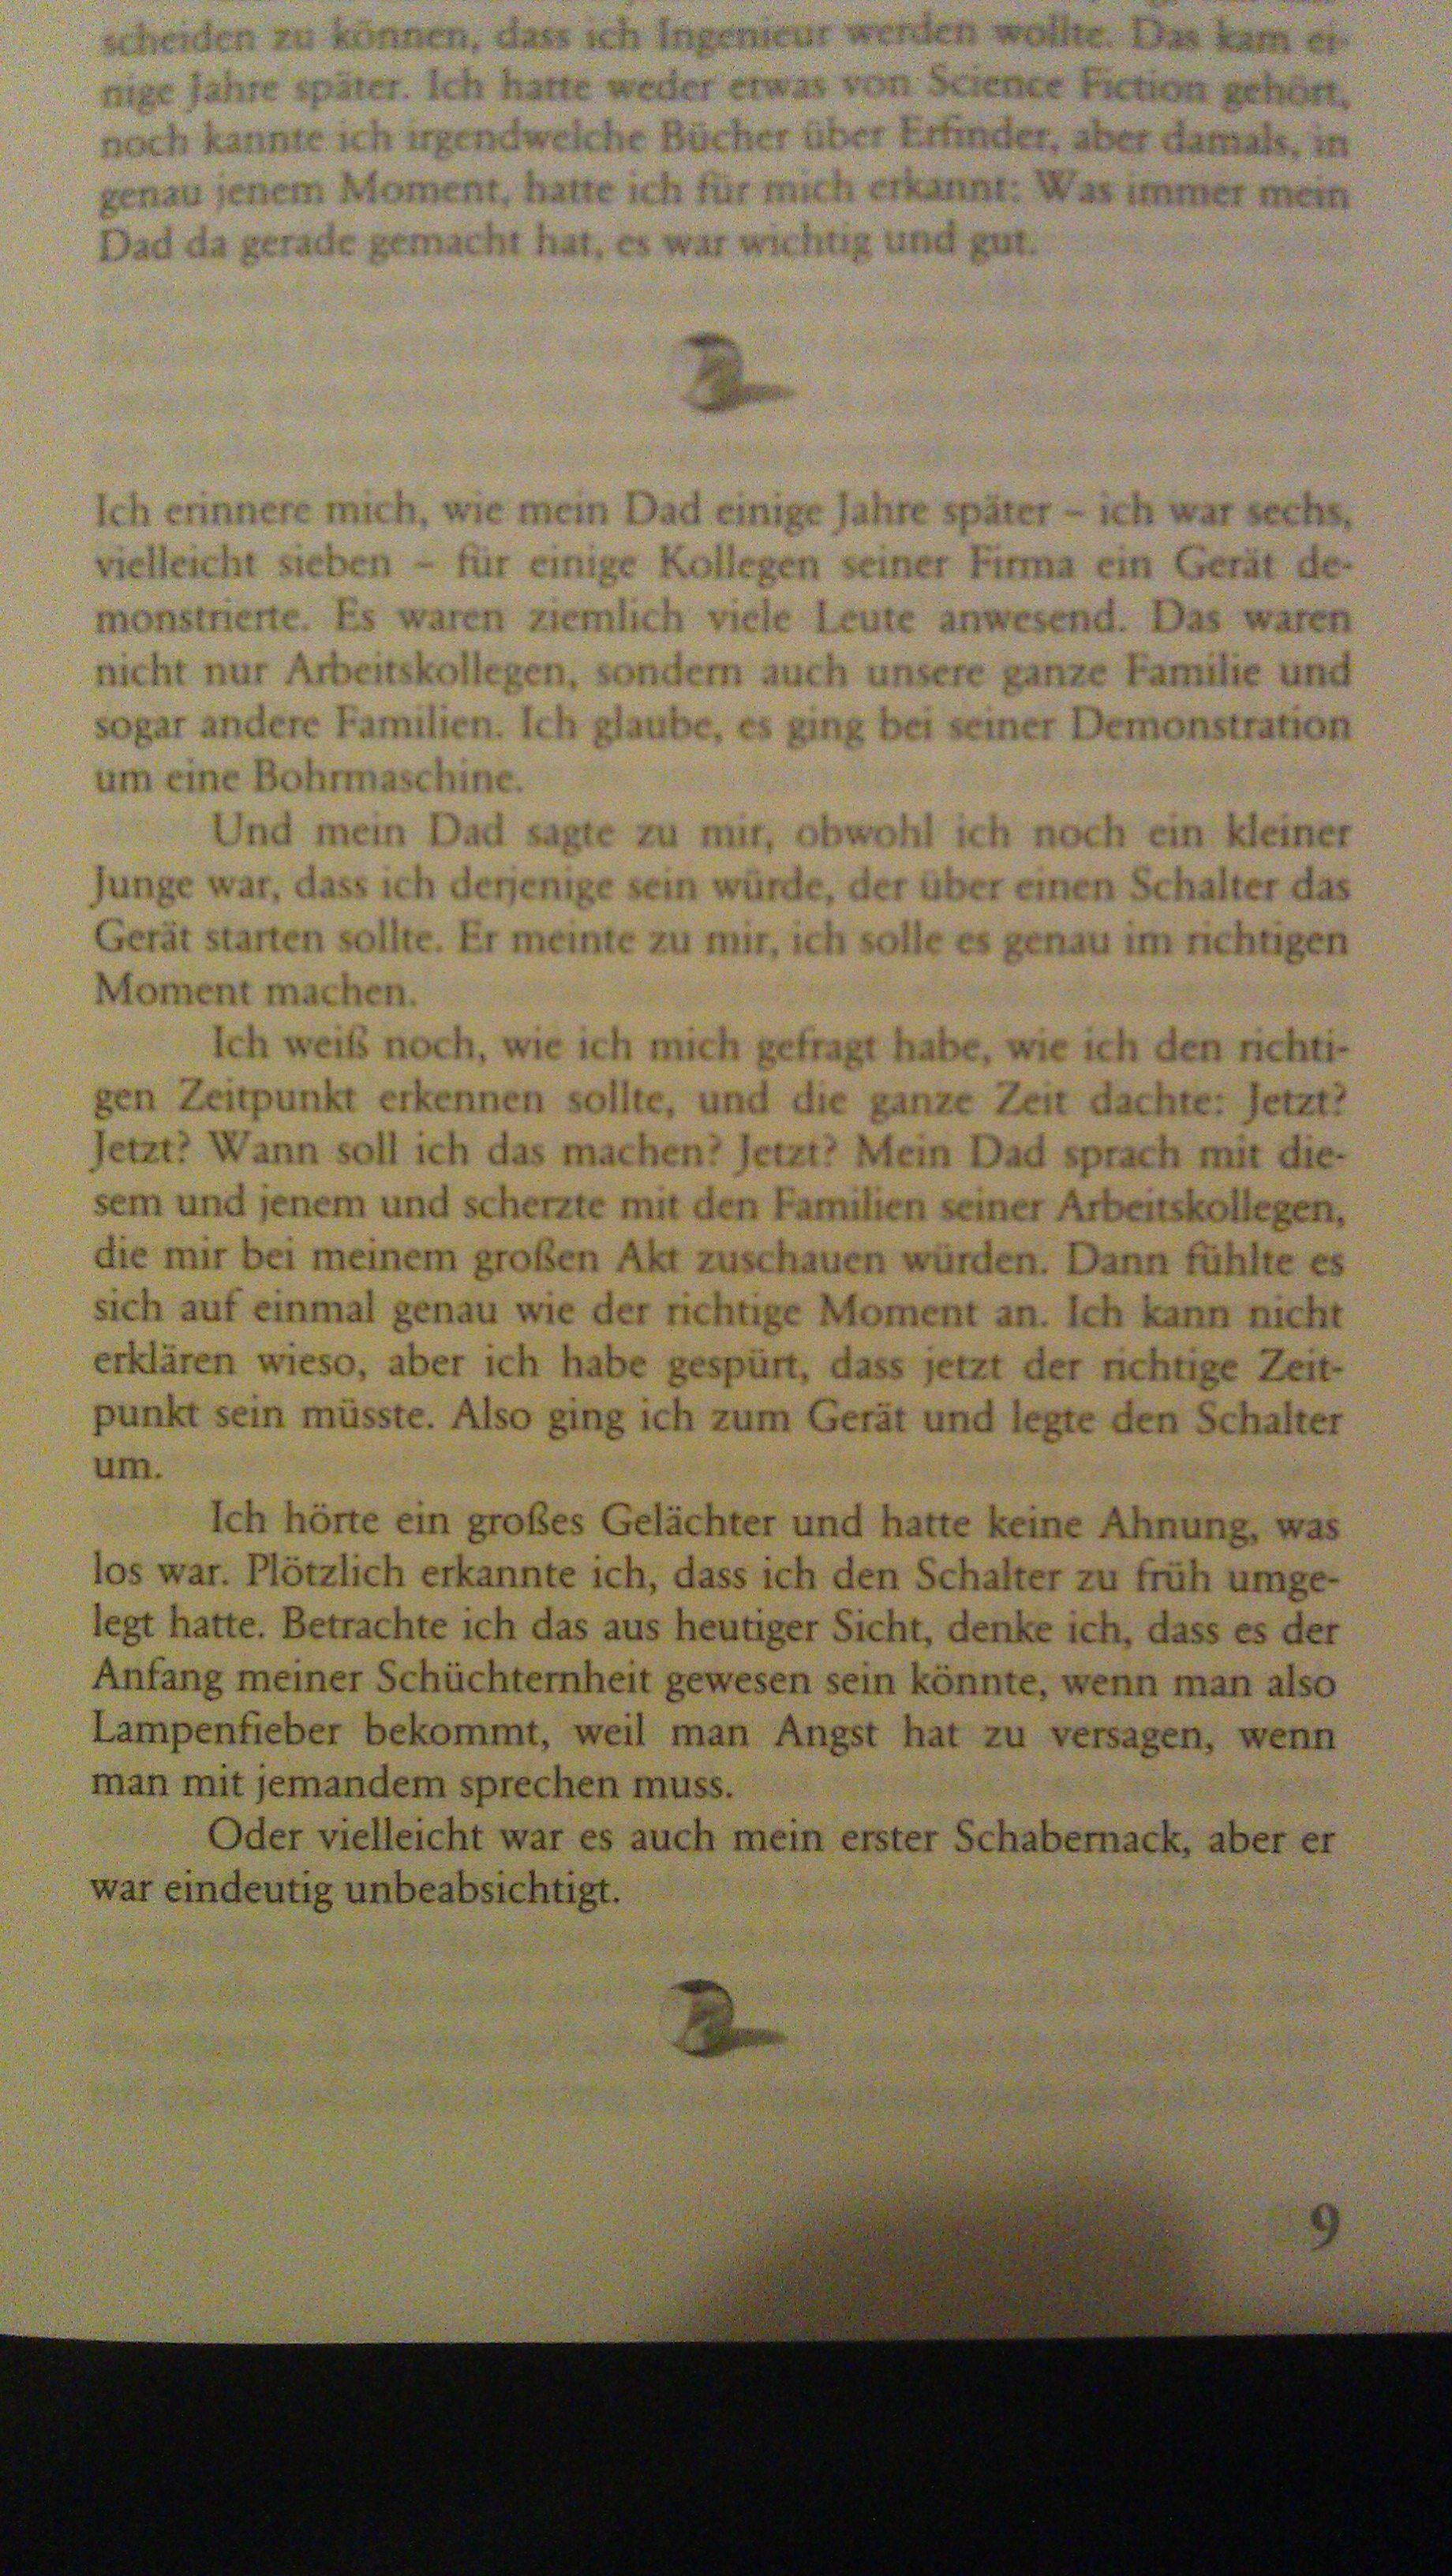 scheiden zu können, dass ich Ingenieur werden wollte. Das kam ei-
nige Jahre später. Ich hatte weder etwas von Science Fiction gehört,
noch kannte ich irgendwelche Bücher über Erfinder, aber damals, in
genau jenem Moment, hatte ich für mich erkannt: Was immer mein
Dad da gerade gemacht hat, es war wichtig und gut.
Ich erinnere mich, wie mein Dad einige Jahre später – ich war sechs,
vielleicht sieben – für einige Kollegen seiner Firma ein Gerät de-
monstrierte. Es waren ziemlich viele Leute anwesend. Das waren
nicht nur Arbeitskollegen, sondern auch unsere ganze Familie und
sogar andere Familien. Ich glaube, es ging bei seiner Demonstration
um eine Bohrmaschine.
Und mein Dad sagte zu mir, obwohl ich noch ein kleiner
Junge war, dass ich derjenige sein würde, der über einen Schalter das
Gerät starten sollte. Er meinte zu mir, ich solle es genau im richtigen
Moment machen.
Ich weiß noch, wie ich mich gefragt habe, wie ich den richti-
gen Zeitpunkt erkennen sollte, und die ganze Zeit dachte: Jetzt?
Jetzt? Wann soll ich das machen? Jetzt? Mein Dad sprach mit die-
sem und jenem und scherzte mit den Familien seiner Arbeitskollegen,
die mir bei meinem großen Akt zuschauen würden. Dann fühlte es
sich auf einmal genau wie der richtige Moment an. Ich kann nicht
erklären wieso, aber ich habe gespürt, dass jetzt der richtige Zeit-
punkt sein müsste. Also ging ich zum Gerät und legte den Schalter
um.
Ich hörte ein großes Gelächter und hatte keine Ahnung, was
los war. Plötzlich erkannte ich, dass ich den Schalter zu früh umge-
legt hatte. Betrachte ich das aus heutiger Sicht, denke ich, dass es der
Anfang meiner Schüchternheit gewesen sein könnte, wenn man also
Lampenfieber bekommt, weil man Angst hat zu versagen, wenn
man mit jemandem sprechen muss.
Oder vielleicht war es auch mein erster Schabernack, aber er
war eindeutig unbeabsichtigt.
9